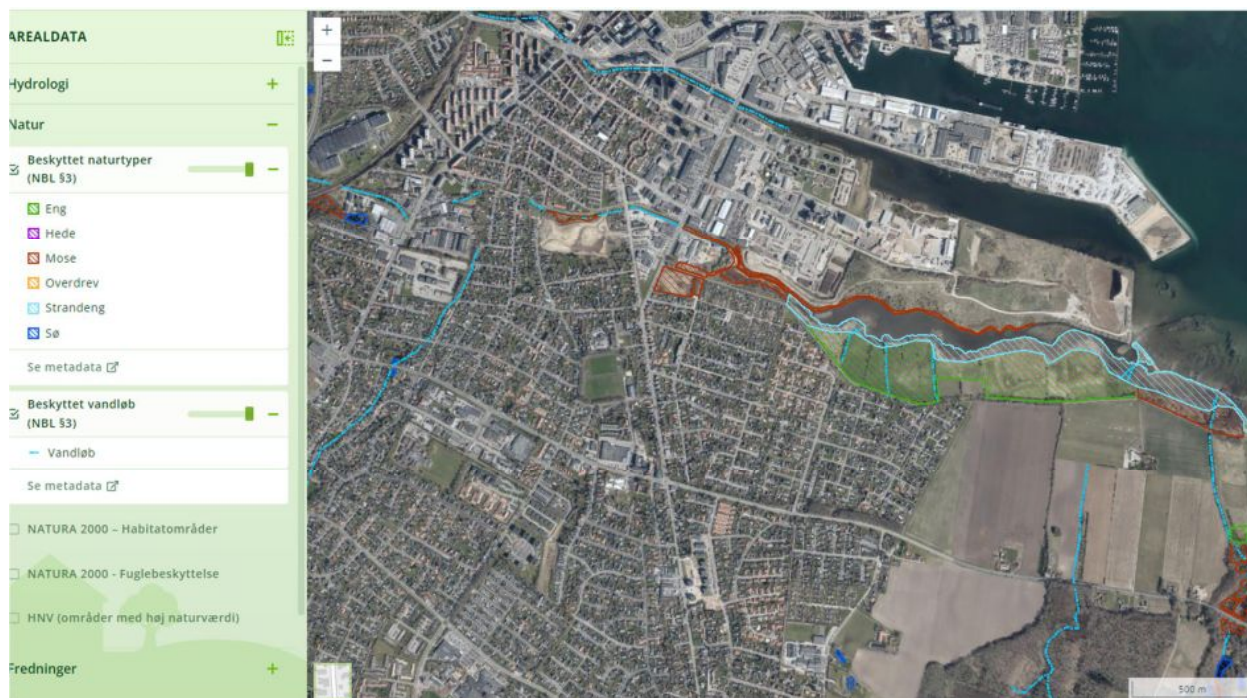 AREALDATA
Hydrologi
Natur
Beskyttet naturtyper
(NBL §3)
Eng
Hede
Mose
Overdrev
Strandeng
Sø
Se metadata
Beskyttet vandløb
(NBL §3)
Vandløb
Se metadata
NATURA 2000 – Habitatområder
NATURA 2000 - Fuglebeskyttelse
HNV (områder med høj naturværdi)
Fredninger
+
−
500 m